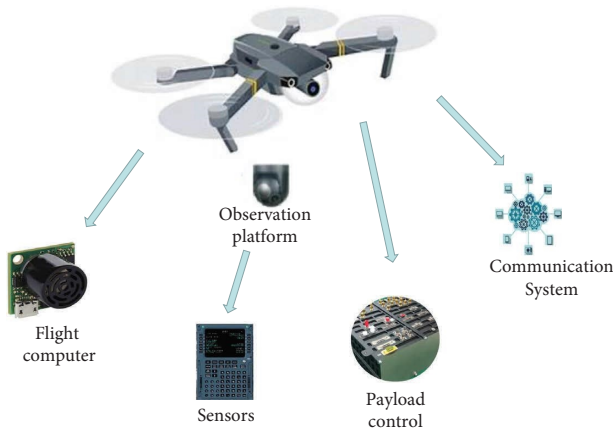 Observation
platform
Communication
System
Flight
computer
Sensors
Payload
control